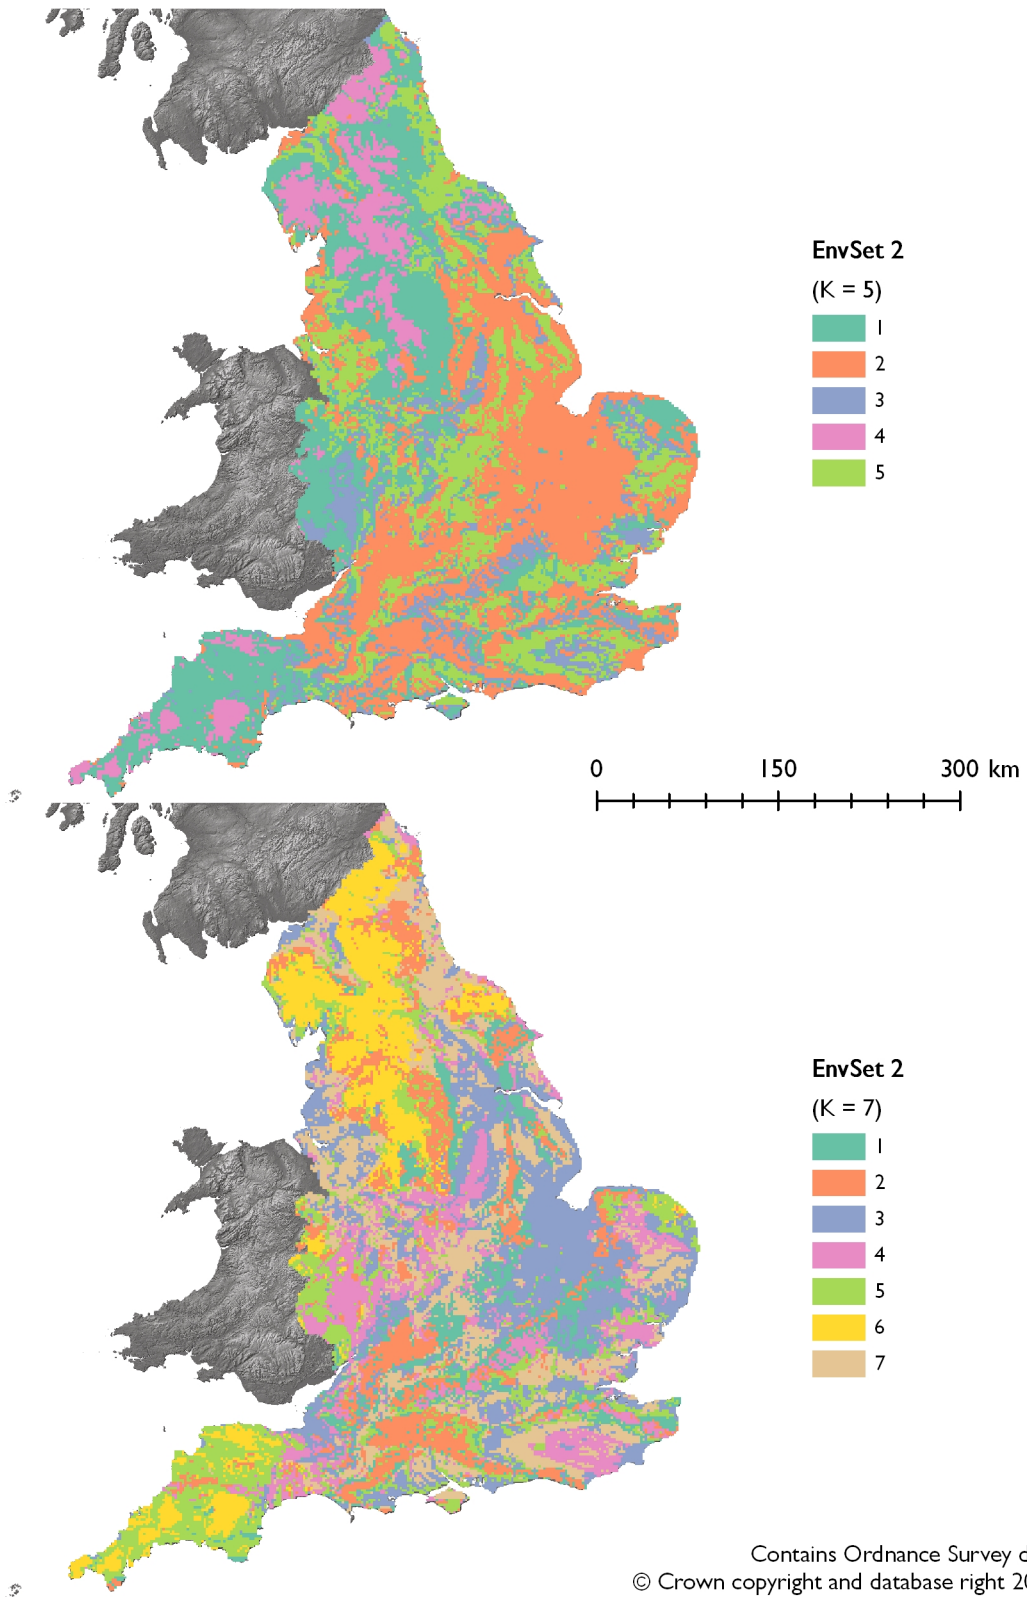 EnvSet 2
(K = 5)
1
2
3
4
5
0 150 300 km
EnvSet 2
(K = 7)
1
2
3
4
5
6
7
Contains Ordnance Survey
© Crown copyright and database right